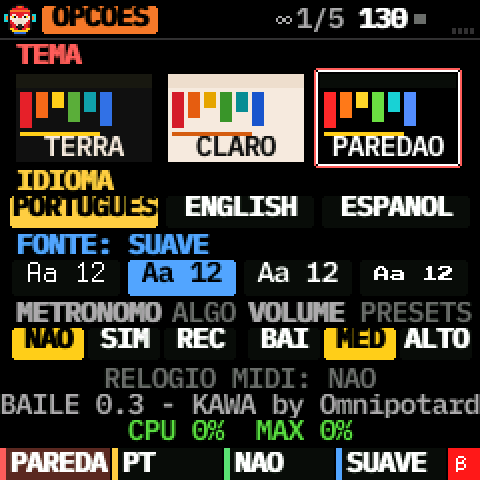 OPCOES ∞1/5 130
TEMA
TERRA CLARO PAREDAO
IDIOMA
PORTUGUES ENGLISH ESPANOL
FONTE: SUAVE
Aa 12 Aa 12 Aa 12 Aa 12
METRONOMO ALGO VOLUME PRESETS
NAO SIM REC BAI MED ALTO
RELOGIO MIDI: NAO
BAILE 0.3 - KAWA by Omnipotard
CPU 0% MAX 0%
PAREDA PT NAO SUAVE β